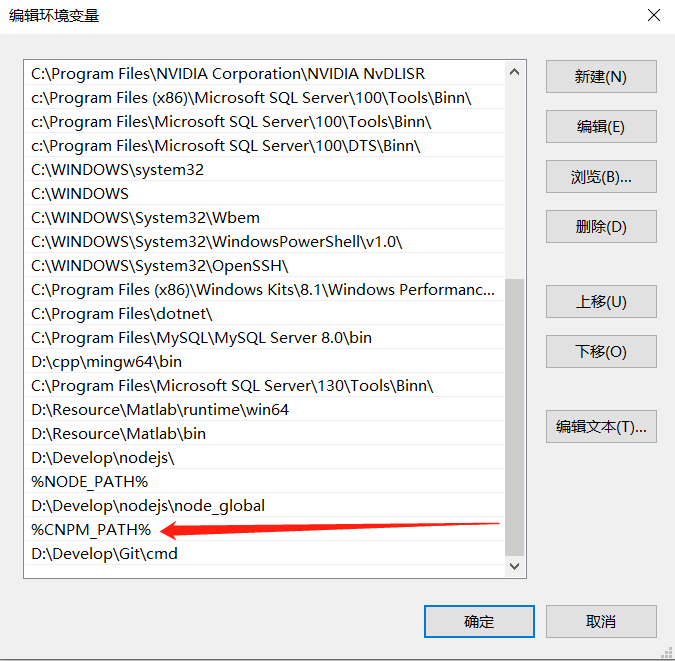 编辑环境变量
C:\Program Files\NVIDIA Corporation\NVIDIA NvDLISR
c:\Program Files (x86)\Microsoft SQL Server\100\Tools\Binn\
c:\Program Files\Microsoft SQL Server\100\Tools\Binn\
c:\Program Files\Microsoft SQL Server\100\DTS\Binn\
C:\WINDOWS\system32
C:\WINDOWS
C:\WINDOWS\System32\Wbem
C:\WINDOWS\System32\WindowsPowerShell\v1.0\
C:\WINDOWS\System32\OpenSSH\
C:\Program Files (x86)\Windows Kits\8.1\Windows Performanc...
C:\Program Files\dotnet\
C:\Program Files\MySQL\MySQL Server 8.0\bin
D:\cpp\mingw64\bin
C:\Program Files\Microsoft SQL Server\130\Tools\Binn\
D:\Resource\Matlab\runtime\win64
D:\Resource\Matlab\bin
D:\Develop\nodejs\
%NODE_PATH%
D:\Develop\nodejs\node_global
%CNPM_PATH%
D:\Develop\Git\cmd
新建(N)
编辑(E)
浏览(B)...
删除(D)
上移(U)
下移(O)
编辑文本(T)...
确定
取消